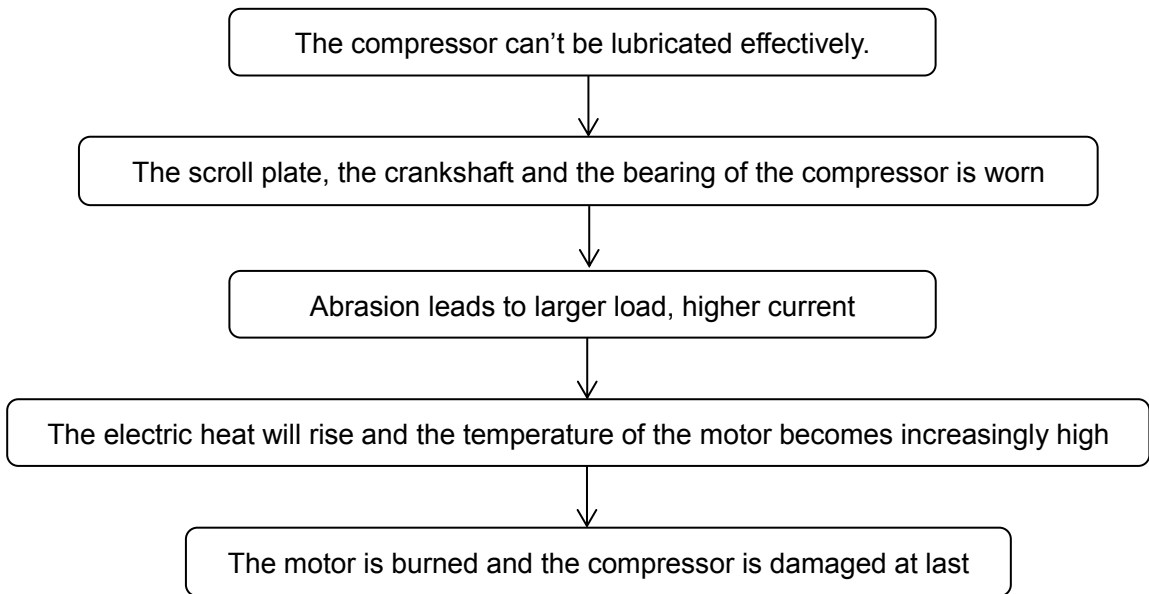 The compressor can’t be lubricated effectively.
The scroll plate, the crankshaft and the bearing of the compressor is worn
Abrasion leads to larger load, higher current
The electric heat will rise and the temperature of the motor becomes increasingly high
The motor is burned and the compressor is damaged at last